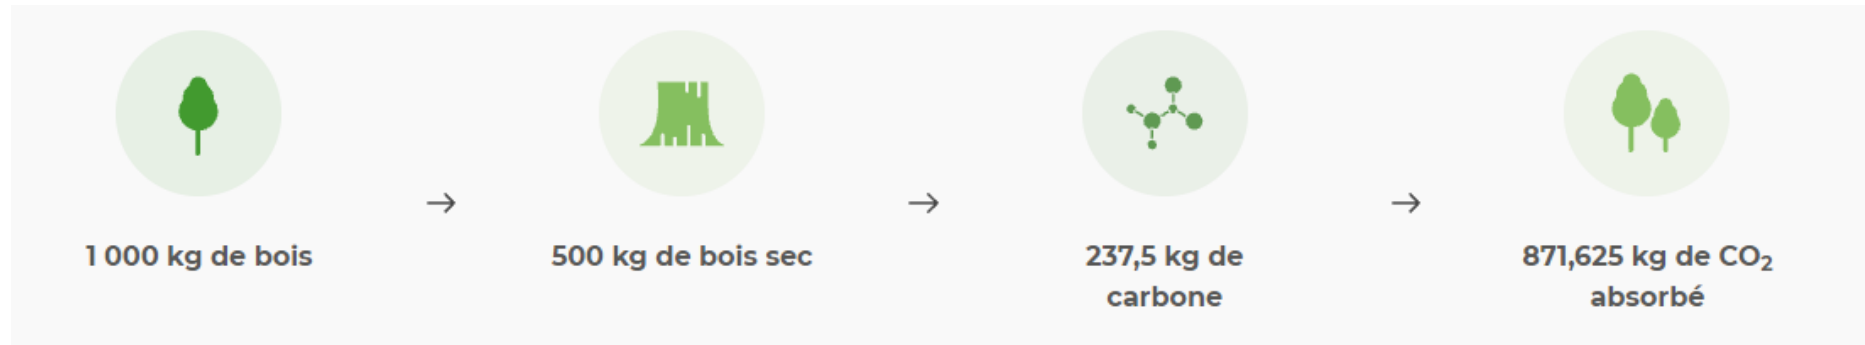 1 000 kg de bois
→
500 kg de bois sec
→
237,5 kg de
carbone
→
871,625 kg de CO₂
absorbé